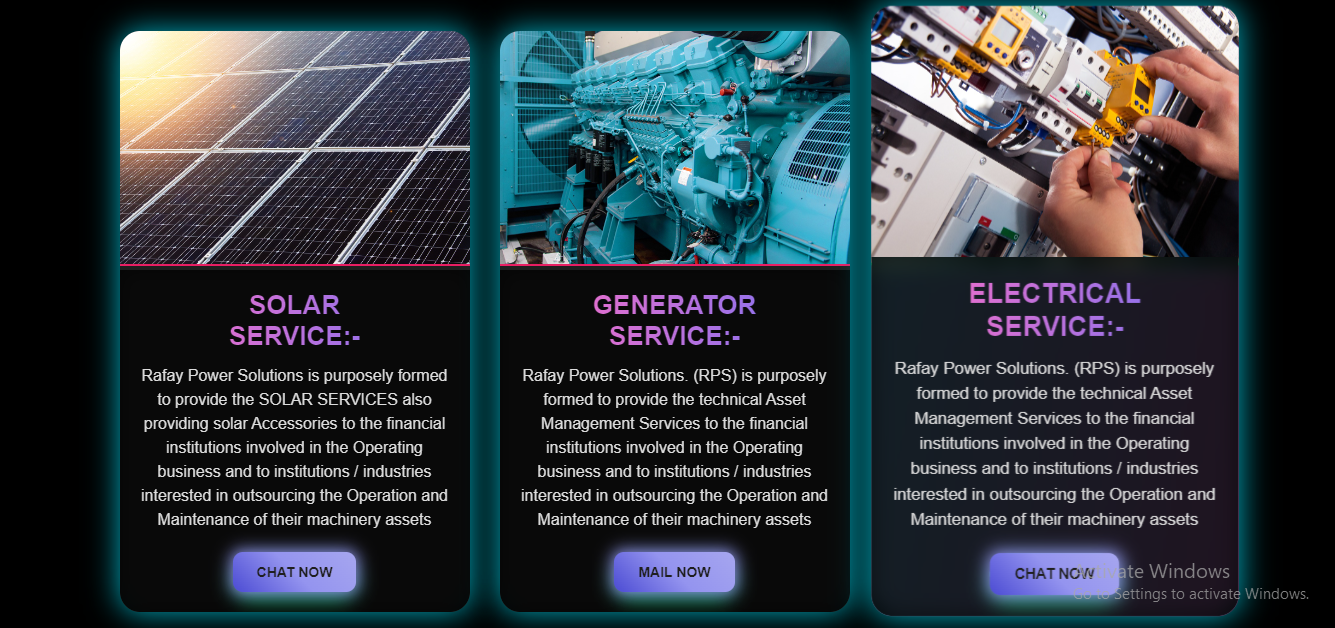 SOLAR
SERVICE:-
Rafay Power Solutions is purposely formed
to provide the SOLAR SERVICES also
providing solar Accessories to the financial
institutions involved in the Operating
business and to institutions / industries
interested in outsourcing the Operation and
Maintenance of their machinery assets
CHAT NOW
GENERATOR
SERVICE:-
Rafay Power Solutions. (RPS) is purposely
formed to provide the technical Asset
Management Services to the financial
institutions involved in the Operating
business and to institutions / industries
interested in outsourcing the Operation and
Maintenance of their machinery assets
MAIL NOW
ELECTRICAL
SERVICE:-
Rafay Power Solutions. (RPS) is purposely
formed to provide the technical Asset
Management Services to the financial
institutions involved in the Operating
business and to institutions / industries
interested in outsourcing the Operation and
Maintenance of their machinery assets
CHAT NOW
Activate Windows
Go to Settings to activate Windows.